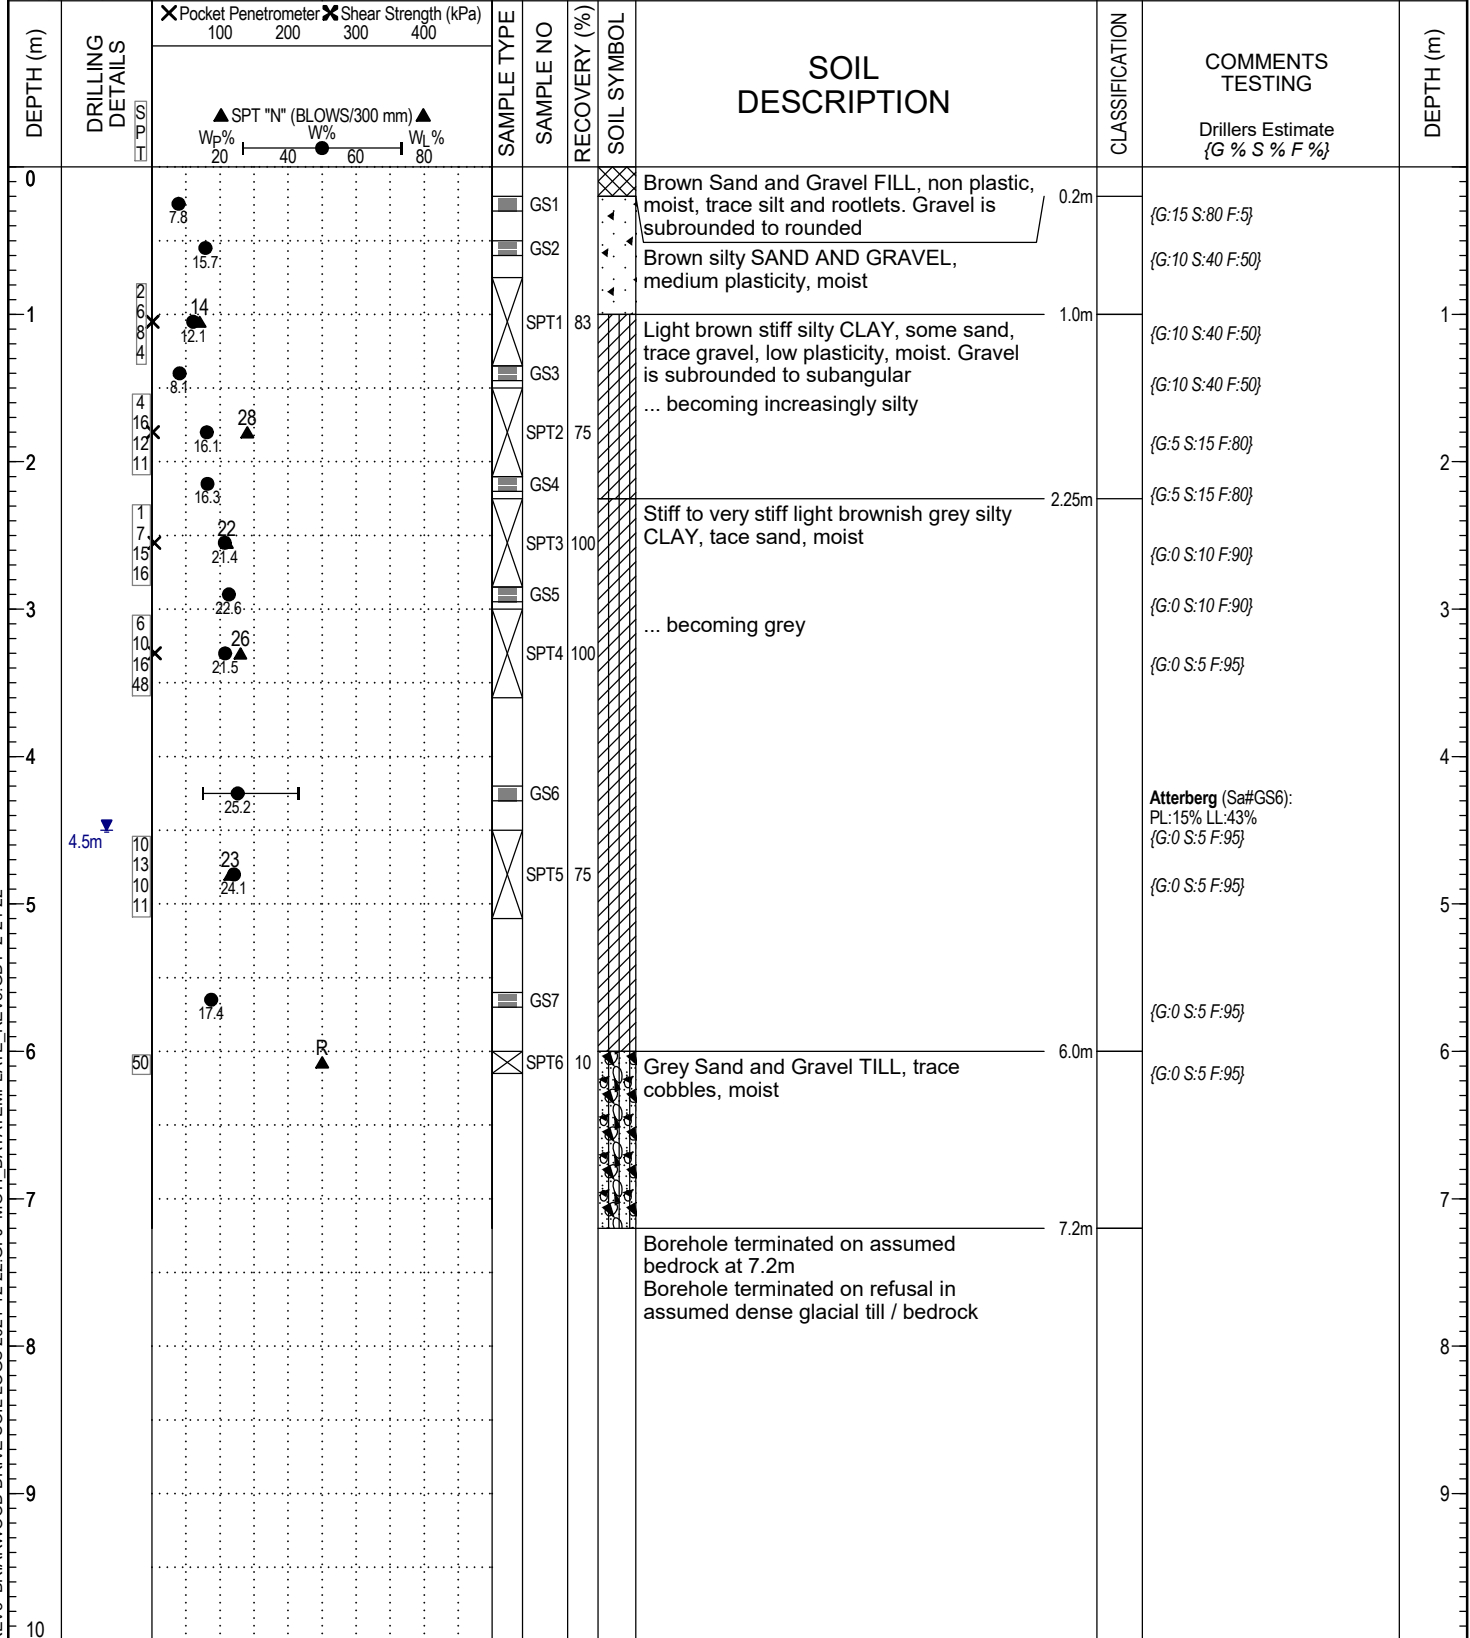 Pocket Penetrometer Shear Strength (kPa)
100 200 300 400
DEPTH (m)
DRILLING DETAILS
SPT
▲ SPT "N" (BLOWS/300 mm) ▲
WP% W% WL%
20 40 60 80
SAMPLE TYPE
SAMPLE NO
RECOVERY (%)
SOIL SYMBOL
SOIL
DESCRIPTION
CLASSIFICATION
COMMENTS
TESTING
Drillers Estimate
{G % S % F %}
DEPTH (m)
0
7.8
GS1
Brown Sand and Gravel FILL, non plastic,
moist, trace silt and rootlets. Gravel is
subrounded to rounded
0.2m
{G:15 S:80 F:5}
15.7
GS2
Brown silty SAND AND GRAVEL,
medium plasticity, moist
{G:10 S:40 F:50}
1
2
6
8
4
14
12.1
SPT1 83
1.0m
1
Light brown stiff silty CLAY, some sand,
trace gravel, low plasticity, moist. Gravel
is subrounded to subangular
{G:10 S:40 F:50}
8.1
GS3
{G:10 S:40 F:50}
... becoming increasingly silty
4
16
12
11
28
16.1
SPT2 75
{G:5 S:15 F:80}
2
2
16.3
GS4
2.25m
{G:5 S:15 F:80}
Stiff to very stiff light brownish grey silty
CLAY, tace sand, moist
1
7
15
16
22
21.4
SPT3 100
{G:0 S:10 F:90}
22.6
GS5
{G:0 S:10 F:90}
3
3
... becoming grey
6
10
16
48
26
21.5
SPT4 100
{G:0 S:5 F:95}
4
4
25.2
GS6
Atterberg (Sa#GS6):
PL:15% LL:43%
{G:0 S:5 F:95}
4.5m
10
13
10
11
23
24.1
SPT5 75
{G:0 S:5 F:95}
5
5
17.4
GS7
{G:0 S:5 F:95}
6
50
R
SPT6 10
6.0m
6
Grey Sand and Gravel TILL, trace
cobbles, moist
{G:0 S:5 F:95}
7
7
7.2m
Borehole terminated on assumed
bedrock at 7.2m
Borehole terminated on refusal in
assumed dense glacial till / bedrock
8
8
9
9
10